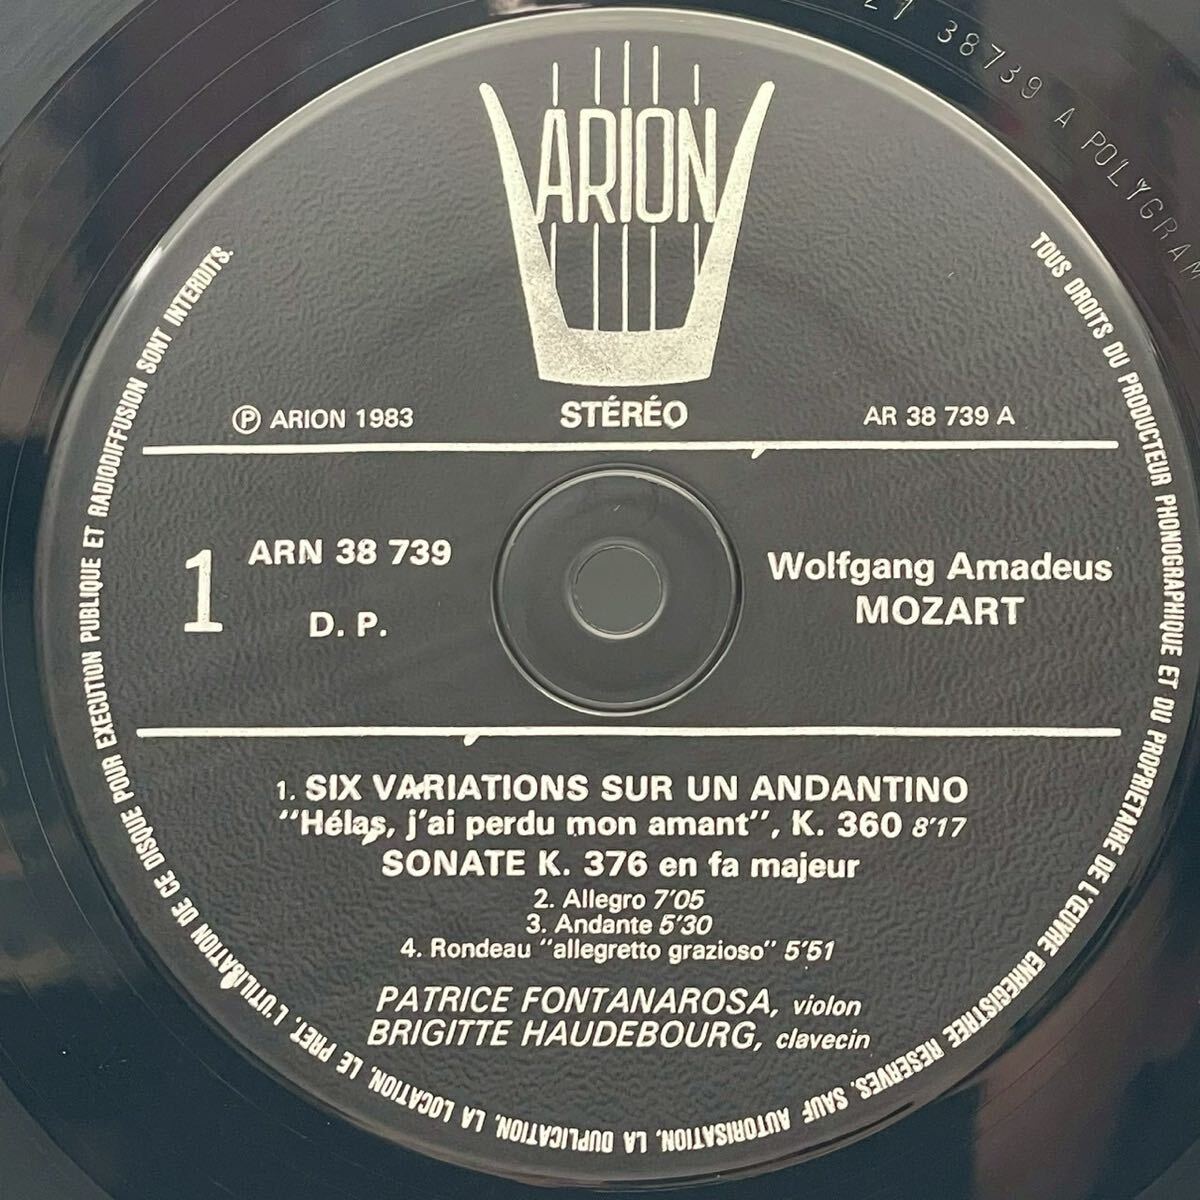 21 38739 A POLYGRAM
ARION
℗ ARION 1983
STÉRÉO
AR 38 739 A
1
ARN 38 739
D. P.
Wolfgang Amadeus
MOZART
1. SIX VARIATIONS SUR UN ANDANTINO
"Hélas, j'ai perdu mon amant", K. 360 8'17
SONATE K. 376 en fa majeur
2. Allegro 7'05
3. Andante 5'30
4. Rondeau "allegretto grazioso" 5'51
PATRICE FONTANAROSA, violon
BRIGITTE HAUDEBOURG, clavecin
TOUS DROITS DU PRODUCTEUR PHONOGRAPHIQUE ET DU PROPRIETAIRE DE L'ŒUVRE ENREGISTREE RESERVES. SAUF AUTORISATION, LA DUPLICATION, LA LOCATION, LE PRET, L'UTILISATION DE CE DISQUE POUR EXECUTION PUBLIQUE ET RADIODIFFUSION SONT INTERDITS.